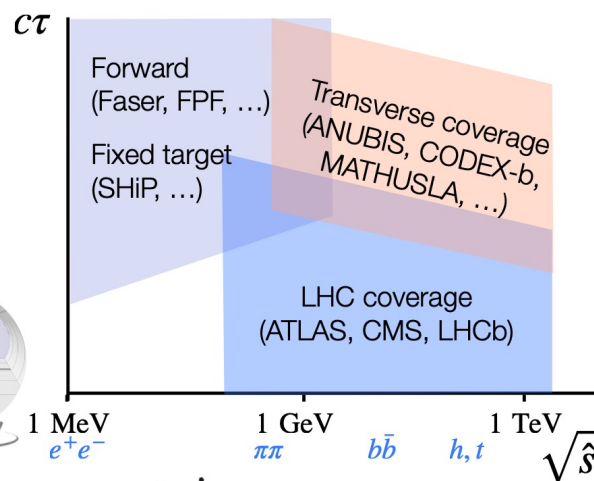 cτ
Forward
(Faser, FPF, ...)
Fixed target
(SHiP, ...)
Transverse coverage
(ANUBIS, CODEX-b,
MATHUSLA, ...)
LHC coverage
(ATLAS, CMS, LHCb)
1 MeV 1 GeV 1 TeV
e⁺e⁻ ππ bb̄ h, t √ŝ